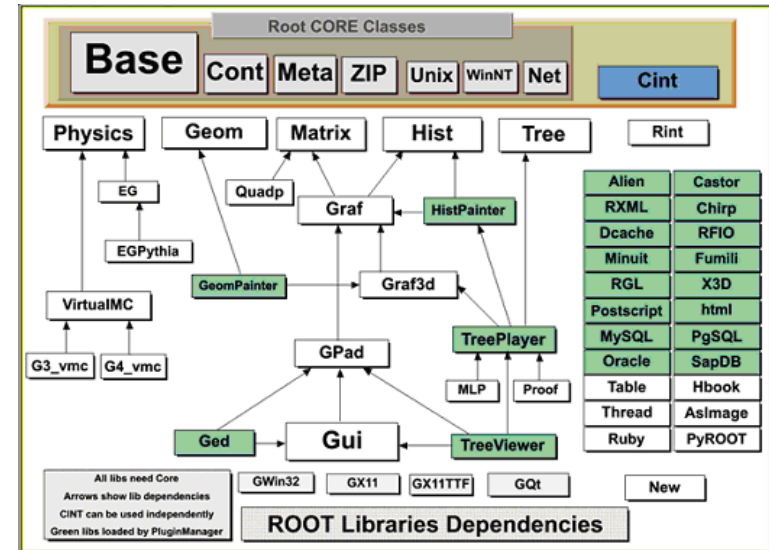 Root CORE Classes
Base
Cont
Meta
ZIP
Unix
WinNT
Net
Cint
Physics
Geom
Matrix
Hist
Tree
Rint
EG
Quadp
Graf
HistPainter
EGPythia
GeomPainter
Graf3d
VirtualMC
TreePlayer
G3_vmc
G4_vmc
GPad
MLP
Proof
Ged
Gui
TreeViewer
Alien
Castor
RXML
Chirp
Dcache
RFIO
Minuit
Fumili
RGL
X3D
Postscript
html
MySQL
PgSQL
Oracle
SapDB
Table
Hbook
Thread
AsImage
Ruby
PyROOT
All libs need Core
Arrows show lib dependencies
CINT can be used independently
Green libs loaded by PluginManager
GWin32
GX11
GX11TTF
GQt
New
ROOT Libraries Dependencies